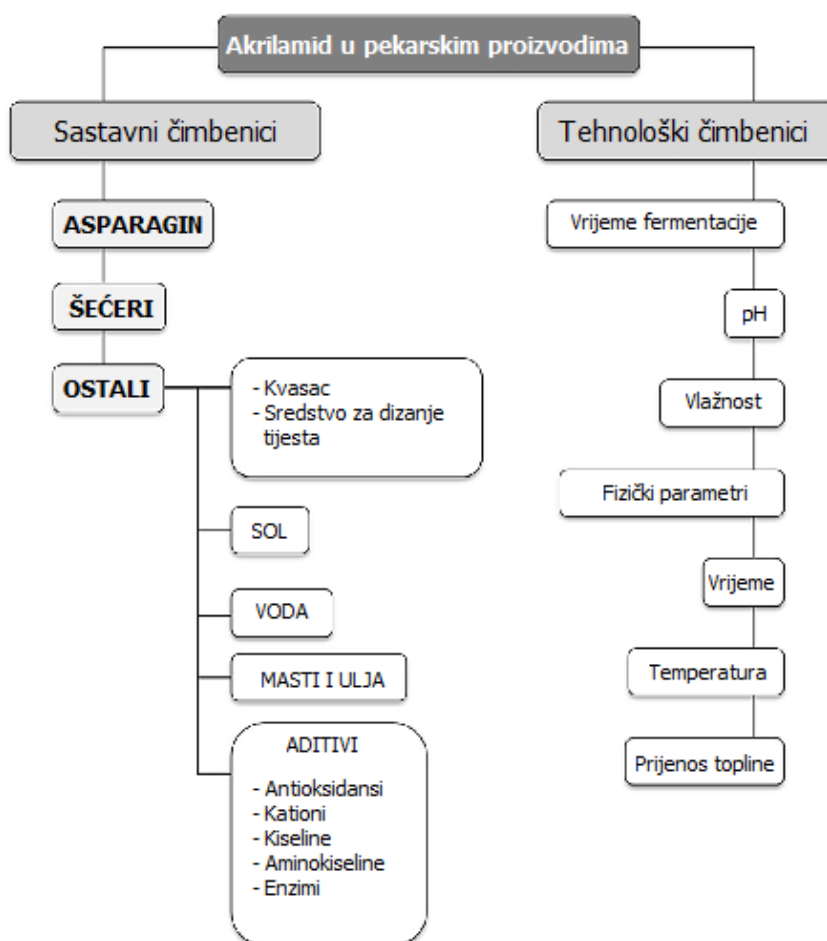 Akrilamid u pekarskim proizvodima
Sastavni čimbenici
ASPARAGIN
ŠEĆERI
OSTALI
- Kvasac
- Sredstvo za dizanje
tijesta
SOL
VODA
MASTI I ULJA
ADITIVI
- Antioksidansi
- Kationi
- Kiseline
- Aminokiseline
- Enzimi
Tehnološki čimbenici
Vrijeme fermentacije
pH
Vlažnost
Fizički parametri
Vrijeme
Temperatura
Prijenos topline